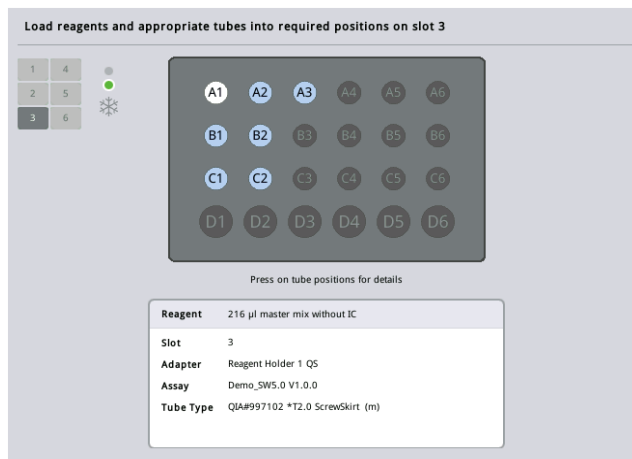 Load reagents and appropriate tubes into required positions on slot 3
1 4
2 5
3 6
A1 A2 A3 A4 A5 A6
B1 B2 B3 B4 B5 B6
C1 C2 C3 C4 C5 C6
D1 D2 D3 D4 D5 D6
Press on tube positions for details
Reagent 216 µl master mix without IC
Slot 3
Adapter Reagent Holder 1 QS
Assay Demo_SW5.0 V1.0.0
Tube Type QIA#997102 *T2.0 ScrewSkirt (m)